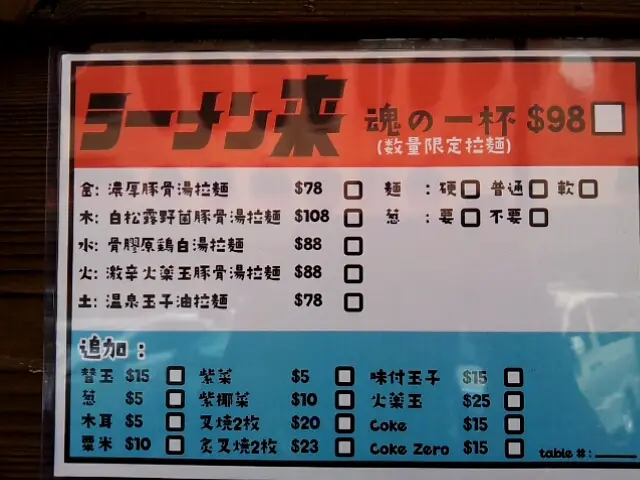 ラーメン来 魂の一杯 $98
(数量限定拉麵)
金: 濃厚豚骨湯拉麵 $78 麵 : 硬 普通 軟
木: 白松露野菌豚骨湯拉麵 $108 葱 : 要 不要
水: 骨膠原鶏白湯拉麵 $88
火: 激辛火薬玉豚骨湯拉麵 $88
土: 温泉玉子油拉麵 $78
追加 :
替玉 $15 紫菜 $5 味付玉子 $15
葱 $5 紫椰菜 $10 火薬玉 $25
木耳 $5 叉焼2枚 $20 Coke $15
粟米 $10 炙叉焼2枚 $23 Coke Zero $15
table #: